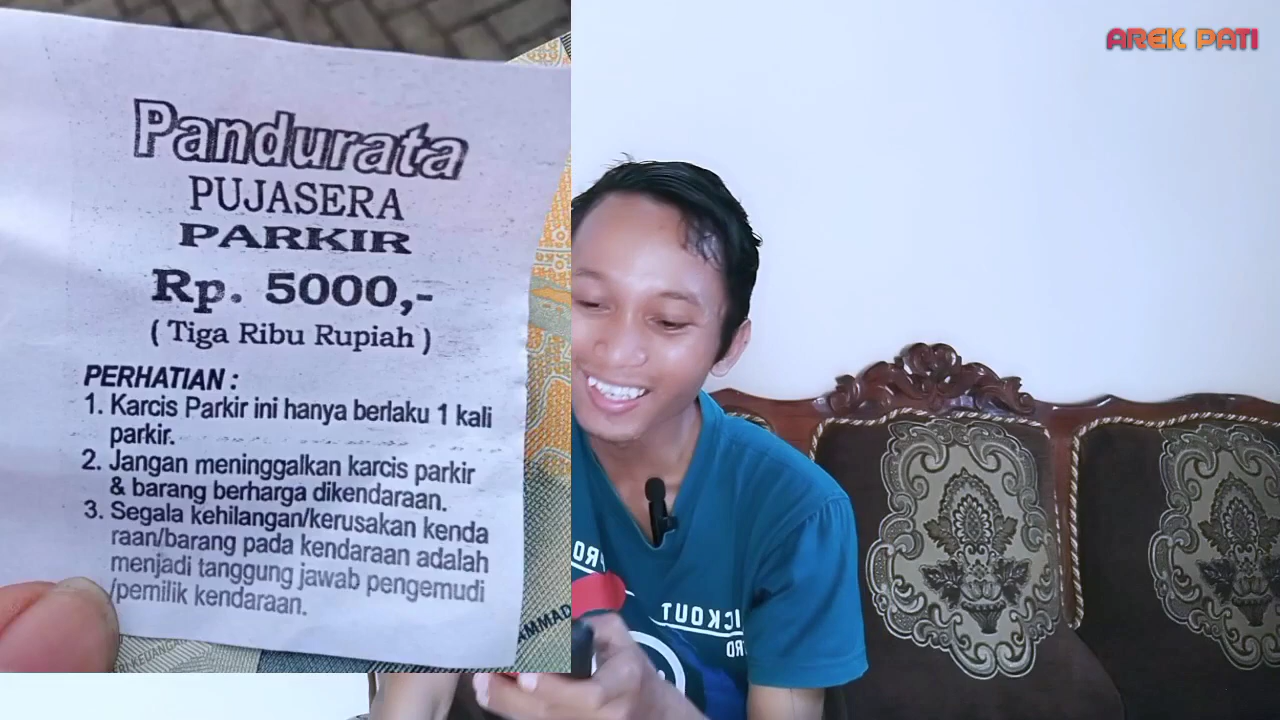 AREK PATI
Pandurata
PUJASERA
PARKIR
Rp. 5000,-
( Tiga Ribu Rupiah )
PERHATIAN :
1. Karcis Parkir ini hanya berlaku 1 kali
parkir.
2. Jangan meninggalkan karcis parkir
& barang berharga dikendaraan.
3. Segala kehilangan/kerusakan kenda
raan/barang pada kendaraan adalah
menjadi tanggung jawab pengemudi
/pemilik kendaraan.